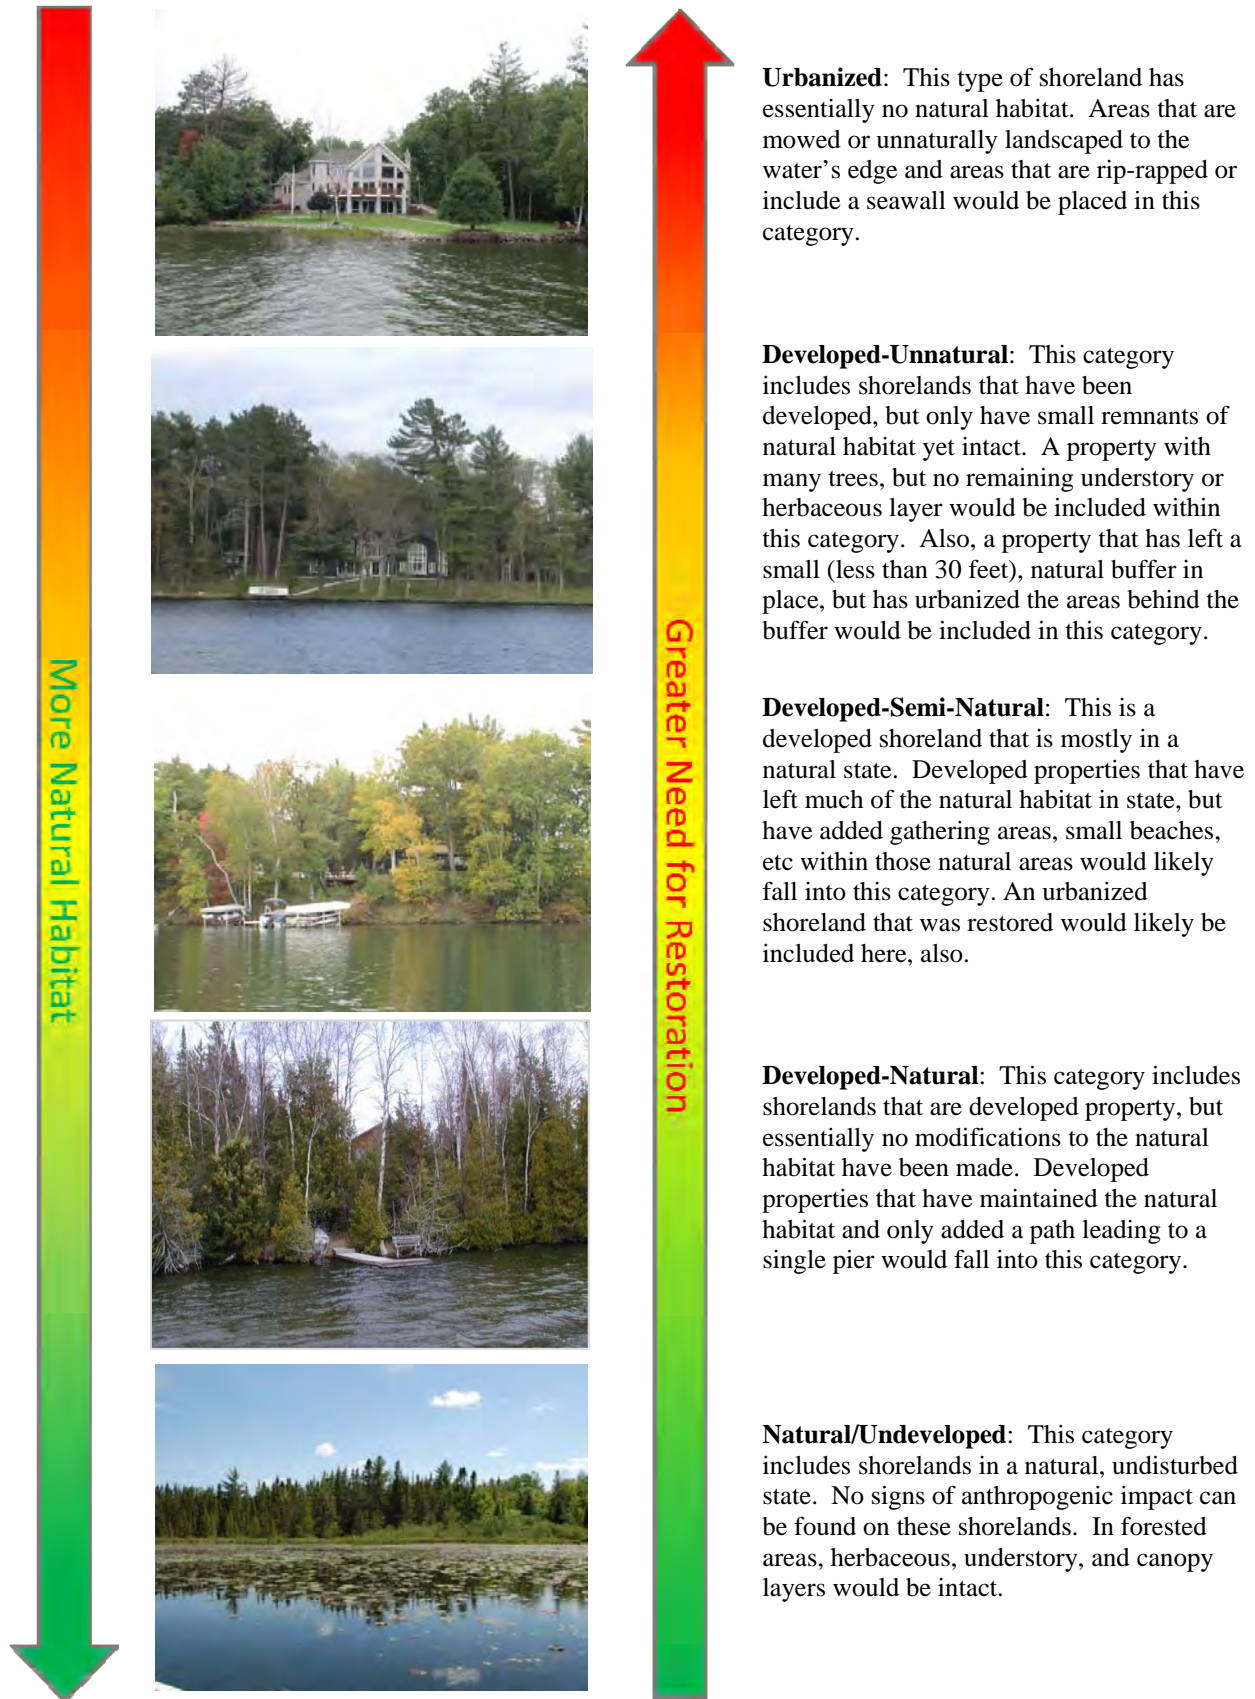 More Natural Habitat
Greater Need for Restoration
Urbanized: This type of shoreland has
essentially no natural habitat. Areas that are
mowed or unnaturally landscaped to the
water's edge and areas that are rip-rapped or
include a seawall would be placed in this
category.
Developed-Unnatural: This category
includes shorelands that have been
developed, but only have small remnants of
natural habitat yet intact. A property with
many trees, but no remaining understory or
herbaceous layer would be included within
this category. Also, a property that has left a
small (less than 30 feet), natural buffer in
place, but has urbanized the areas behind the
buffer would be included in this category.
Developed-Semi-Natural: This is a
developed shoreland that is mostly in a
natural state. Developed properties that have
left much of the natural habitat in state, but
have added gathering areas, small beaches,
etc within those natural areas would likely
fall into this category. An urbanized
shoreland that was restored would likely be
included here, also.
Developed-Natural: This category includes
shorelands that are developed property, but
essentially no modifications to the natural
habitat have been made. Developed
properties that have maintained the natural
habitat and only added a path leading to a
single pier would fall into this category.
Natural/Undeveloped: This category
includes shorelands in a natural, undisturbed
state. No signs of anthropogenic impact can
be found on these shorelands. In forested
areas, herbaceous, understory, and canopy
layers would be intact.